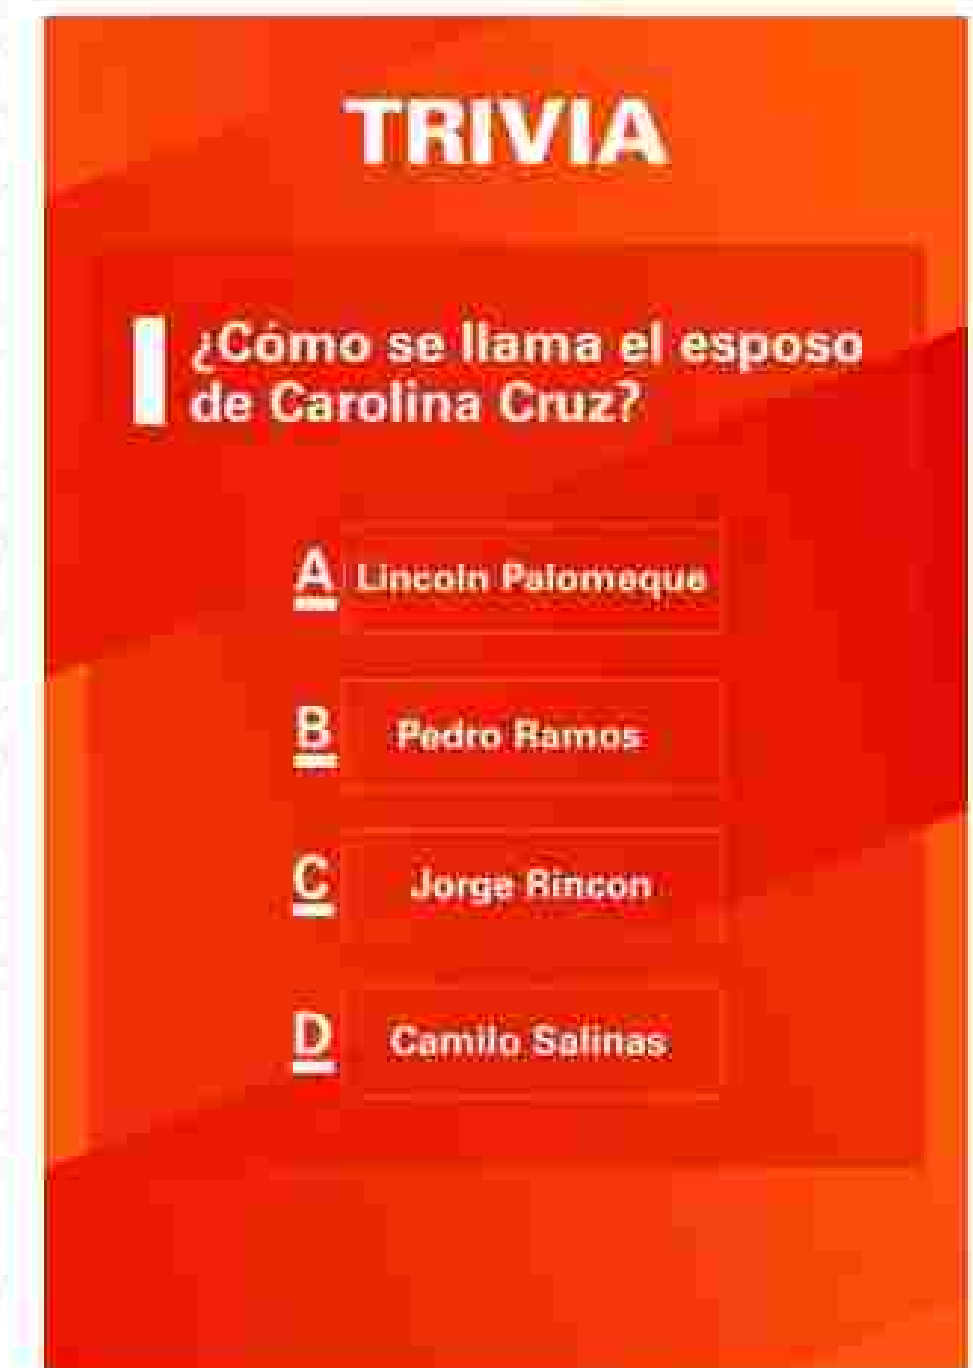 TRIVIA
¿Cómo se llama el esposo
de Carolina Cruz?
A Lincoln Palomeque
B Pedro Ramos
C Jorge Rincon
D Camilo Salinas